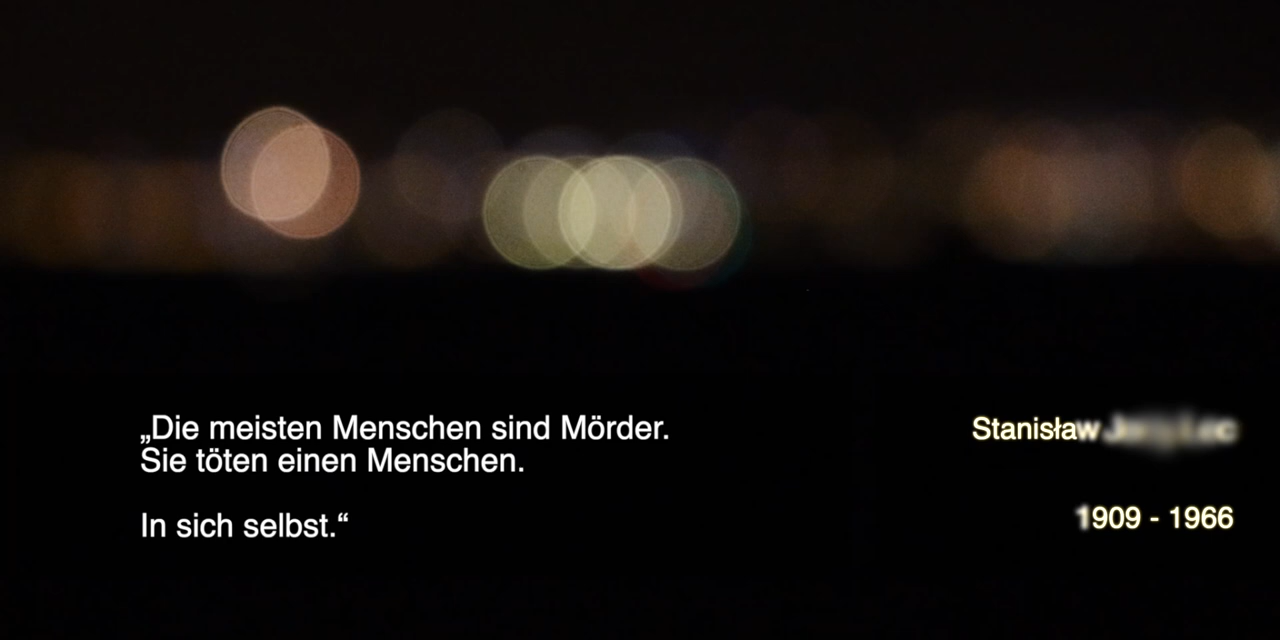 „Die meisten Menschen sind Mörder.
Sie töten einen Menschen.
In sich selbst.“
Stanisław
1909 - 1966